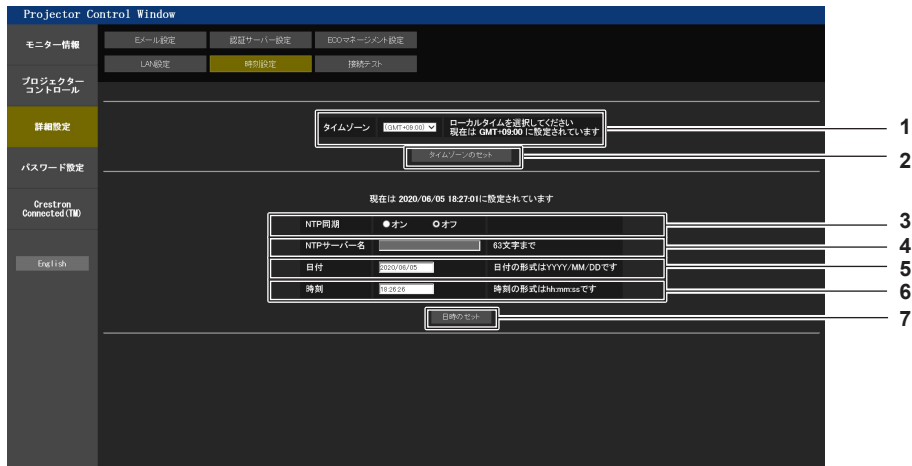 Projector Control Window
モニター情報
プロジェクター
コントロール
詳細設定
パスワード設定
Crestron
Connected(TM)
English
Eメール設定 認証サーバー設定 ECOマネージメント設定
LAN設定 時刻設定 接続テスト
タイムゾーン (GMT+09:00) ローカルタイムを選択してください
現在は GMT+09:00 に設定されています
1
タイムゾーンのセット
2
現在は 2020/06/05 18:27:01に設定されています
NTP同期 オン オフ
3
NTPサーバー名 63文字まで
4
日付 2020/06/05 日付の形式はYYYY/MM/DDです
5
時刻 18:26:26 時刻の形式はhh:mm:ssです
6
日時のセット
7